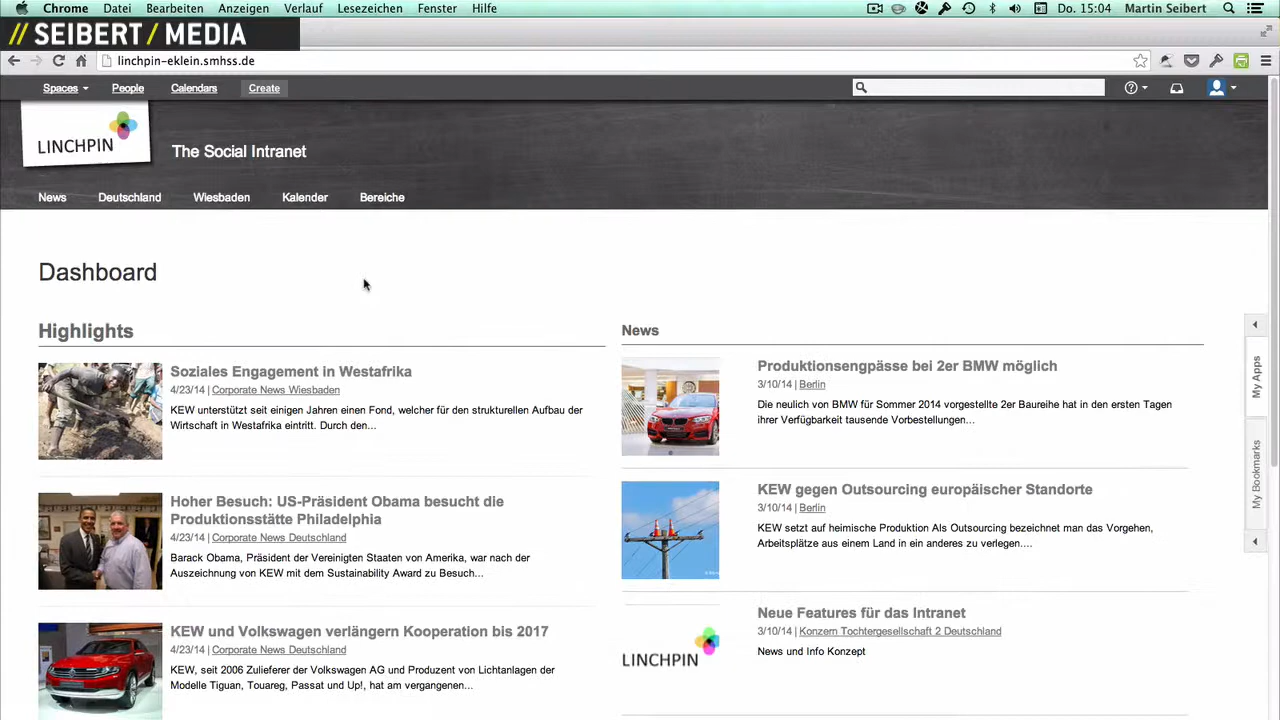 Chrome Datei Bearbeiten Anzeigen Verlauf Lesezeichen Fenster Hilfe Do. 15:04 Martin Seibert
// SEIBERT / MEDIA
linchpin-eklein.smhss.de
Spaces People Calendars Create
LINCHPIN
The Social Intranet
News Deutschland Wiesbaden Kalender Bereiche
Dashboard
Highlights
Soziales Engagement in Westafrika
4/23/14 | Corporate News Wiesbaden
KEW unterstützt seit einigen Jahren einen Fond, welcher für den strukturellen Aufbau der
Wirtschaft in Westafrika eintritt. Durch den...
Hoher Besuch: US-Präsident Obama besucht die
Produktionsstätte Philadelphia
4/23/14 | Corporate News Deutschland
Barack Obama, Präsident der Vereinigten Staaten von Amerika, war nach der
Auszeichnung von KEW mit dem Sustainability Award zu Besuch...
KEW und Volkswagen verlängern Kooperation bis 2017
4/23/14 | Corporate News Deutschland
KEW, seit 2006 Zulieferer der Volkswagen AG und Produzent von Lichtanlagen der
Modelle Tiguan, Touareg, Passat und Up!, hat am vergangenen...
News
Produktionsengpässe bei 2er BMW möglich
3/10/14 | Berlin
Die neulich von BMW für Sommer 2014 vorgestellte 2er Baureihe hat in den ersten Tagen
ihrer Verfügbarkeit tausende Vorbestellungen...
KEW gegen Outsourcing europäischer Standorte
3/10/14 | Berlin
KEW setzt auf heimische Produktion Als Outsourcing bezeichnet man das Vorgehen,
Arbeitsplätze aus einem Land in ein anderes zu verlegen....
Neue Features für das Intranet
3/10/14 | Konzern Tochtergesellschaft 2 Deutschland
News und Info Konzept
LINCHPIN
My Apps
My Bookmarks